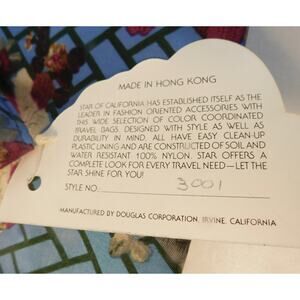 MADE IN HONG KONG
STAR OF CALIFORNIA HAS ESTABLISHED ITSELF AS THE
LEADER IN FASHION ORIENTED ACCESSORIES WITH
THIS WIDE SELECTION OF COLOR COORDINATED
TRAVEL BAGS. DESIGNED WITH STYLE AS WELL AS
DURABILITY IN MIND. ALL HAVE EASY CLEAN-UP
PLASTIC LINING AND ARE CONSTRUCTED OF SOIL AND
WATER RESISTANT 100% NYLON. STAR OFFERS A
COMPLETE LOOK FOR EVERY TRAVEL NEED—LET THE
STAR SHINE FOR YOU!
STYLE NO. 3001
MANUFACTURED BY DOUGLAS CORPORATION, IRVINE, CALIFORNIA